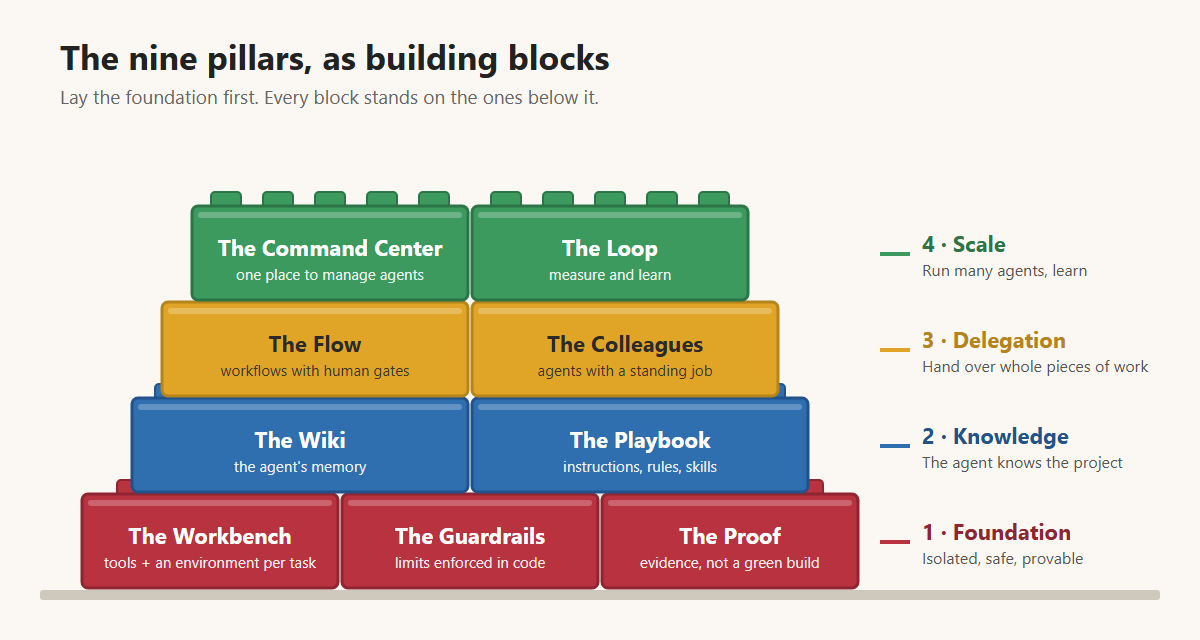 The nine pillars, as building blocks
Lay the foundation first. Every block stands on the ones below it.
The Command Center
one place to manage agents
The Loop
measure and learn
4 · Scale
Run many agents, learn
The Flow
workflows with human gates
The Colleagues
agents with a standing job
3 · Delegation
Hand over whole pieces of work
The Wiki
the agent's memory
The Playbook
instructions, rules, skills
2 · Knowledge
The agent knows the project
The Workbench
tools + an environment per task
The Guardrails
limits enforced in code
The Proof
evidence, not a green build
1 · Foundation
Isolated, safe, provable